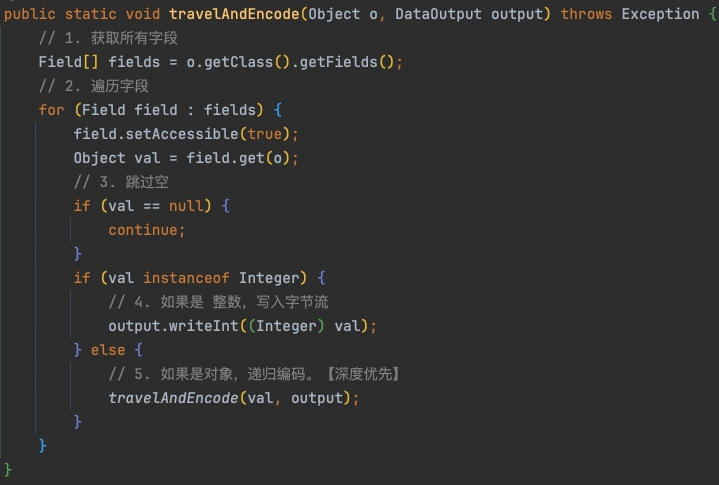 public static void travelAndEncode(Object o, DataOutput output) throws Exception {
    // 1. 获取所有字段
    Field[] fields = o.getClass().getFields();
    // 2. 遍历字段
    for (Field field : fields) {
        field.setAccessible(true);
        Object val = field.get(o);
        // 3. 跳过空
        if (val == null) {
            continue;
        }
        if (val instanceof Integer) {
            // 4. 如果是 整数，写入字节流
            output.writeInt((Integer) val);
        } else {
            // 5. 如果是对象，递归编码。【深度优先】
            travelAndEncode(val, output);
        }
    }
}